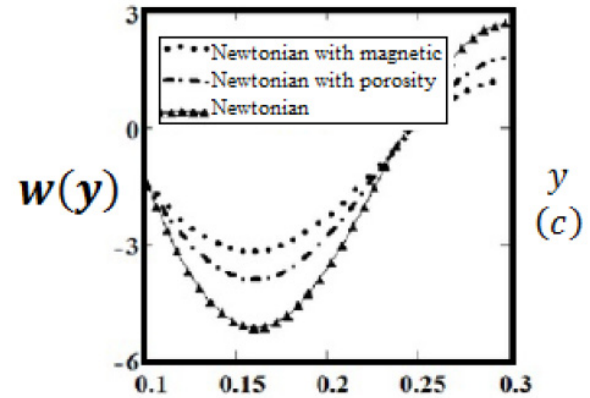 3
Newtonian with magnetic
Newtonian with porosity
Newtonian
0
w(y)
y
(c)
-3
-6
0.1 0.15 0.2 0.25 0.3